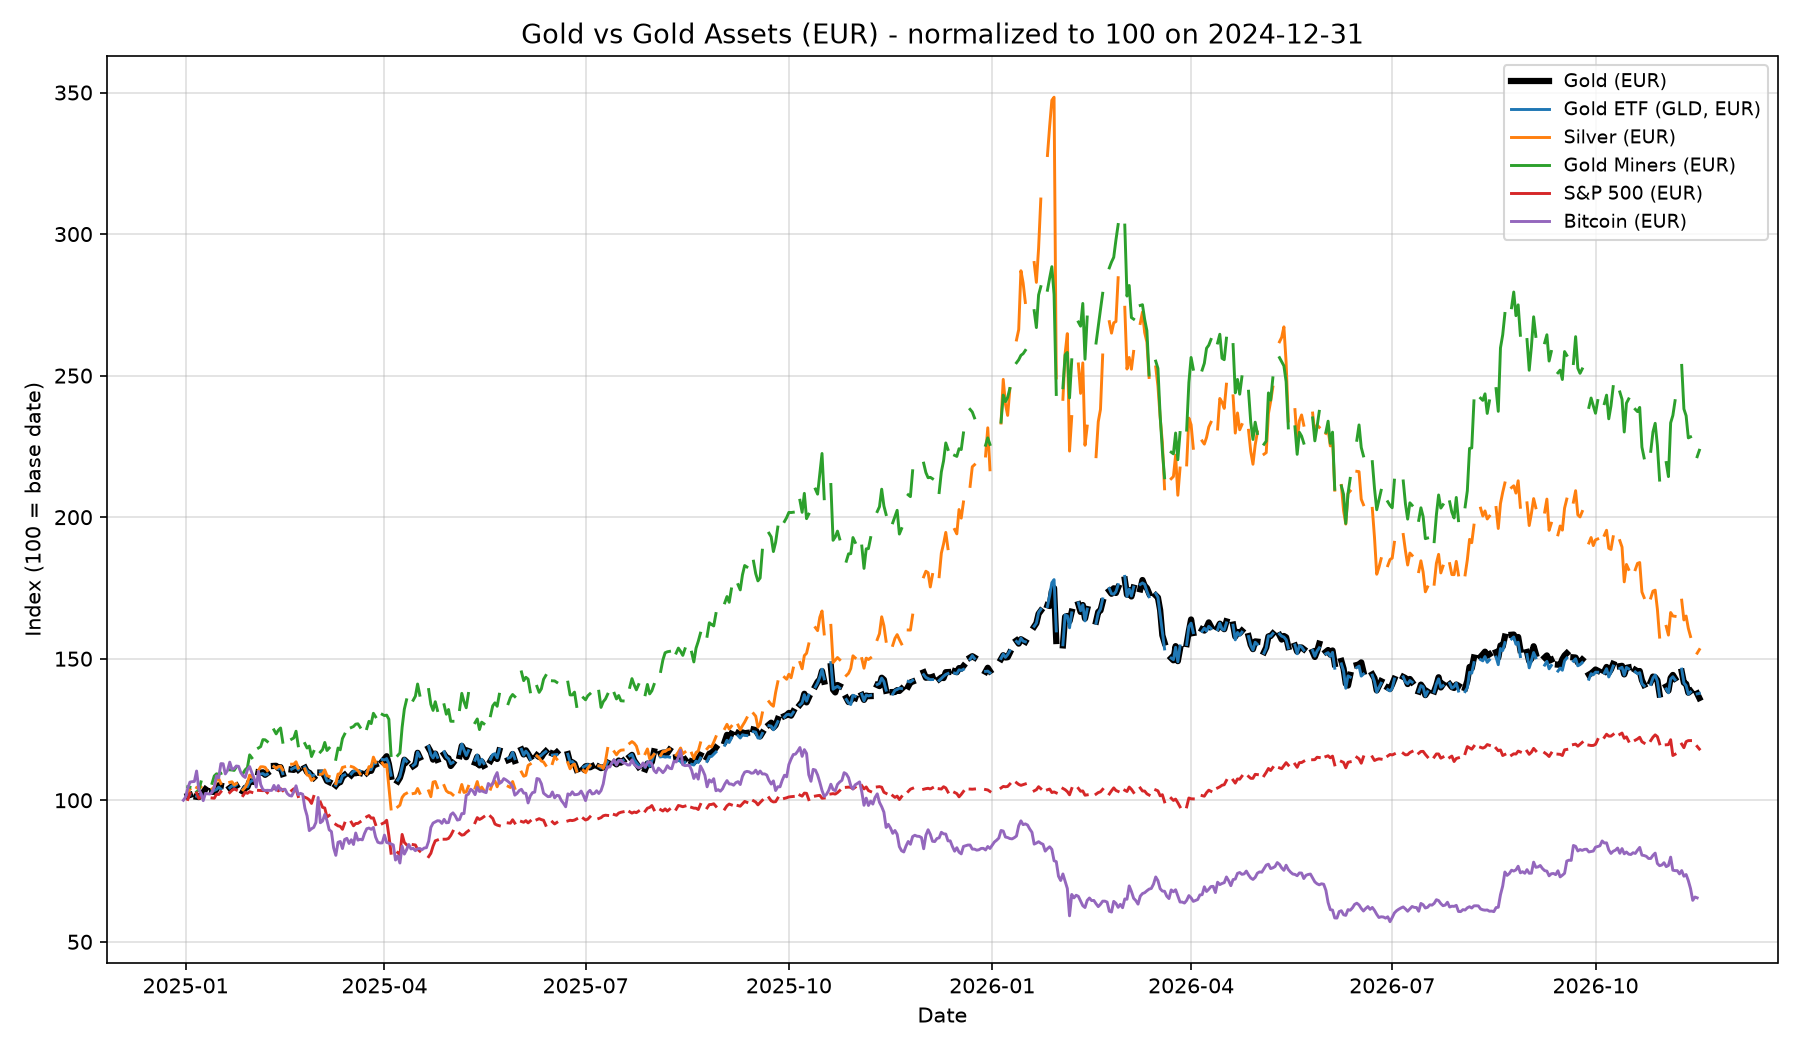 Gold vs Gold Assets (EUR) - normalized to 100 on 2024-12-31
Gold (EUR)
Gold ETF (GLD, EUR)
Silver (EUR)
Gold Miners (EUR)
S&P 500 (EUR)
Bitcoin (EUR)
Index (100 = base date)
350
300
250
200
150
100
50
2025-01
2025-04
2025-07
2025-10
2026-01
2026-04
2026-07
2026-10
Date